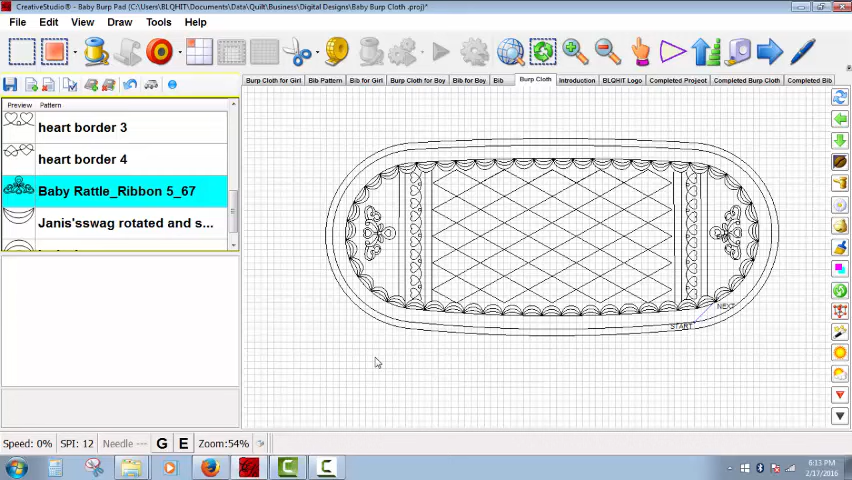 CreativeStudio® - Baby Burp Pad (C:\Users\BLQHIT\Documents\Data\Quilt\Business\Digital Designs\Baby Burp Cloth .proj)*
File Edit View Draw Tools Help
Burp Cloth for Girl Bib Pattern Bib for Girl Burp Cloth for Boy Bib for Boy Bib Burp Cloth Introduction BLQHIT Logo Completed Project Completed Burp Cloth Completed Bib
Preview Pattern
heart border 3
heart border 4
Baby Rattle_Ribbon 5_67
Janis'sswag rotated and s...
NEXT
START
Speed: 0% SPI: 12 Needle --- G E Zoom:54%
6:13 PM
2/17/2016